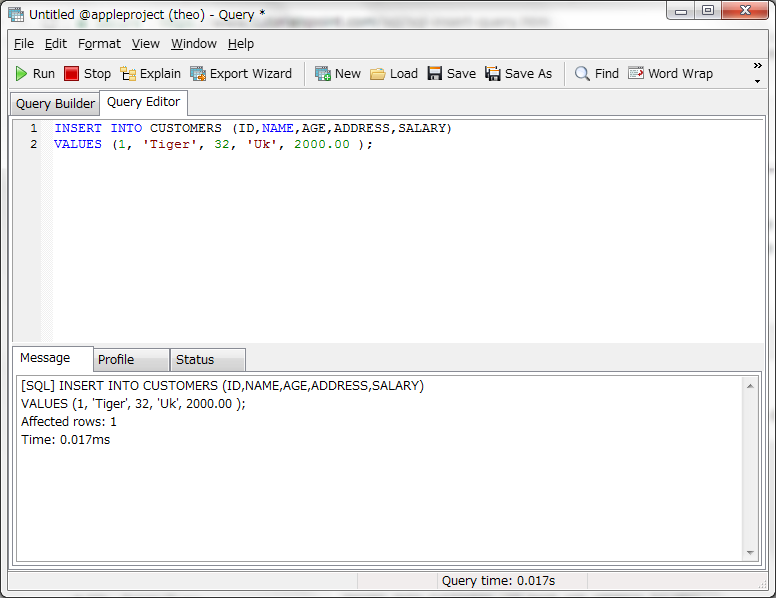 Untitled @appleproject (theo) - Query *
File Edit Format View Window Help
Run Stop Explain Export Wizard New Load Save Save As Find Word Wrap »
Query Builder Query Editor
1 INSERT INTO CUSTOMERS (ID,NAME,AGE,ADDRESS,SALARY)
2 VALUES (1, 'Tiger', 32, 'Uk', 2000.00 );
Message Profile Status
[SQL] INSERT INTO CUSTOMERS (ID,NAME,AGE,ADDRESS,SALARY)
VALUES (1, 'Tiger', 32, 'Uk', 2000.00 );
Affected rows: 1
Time: 0.017ms
Query time: 0.017s